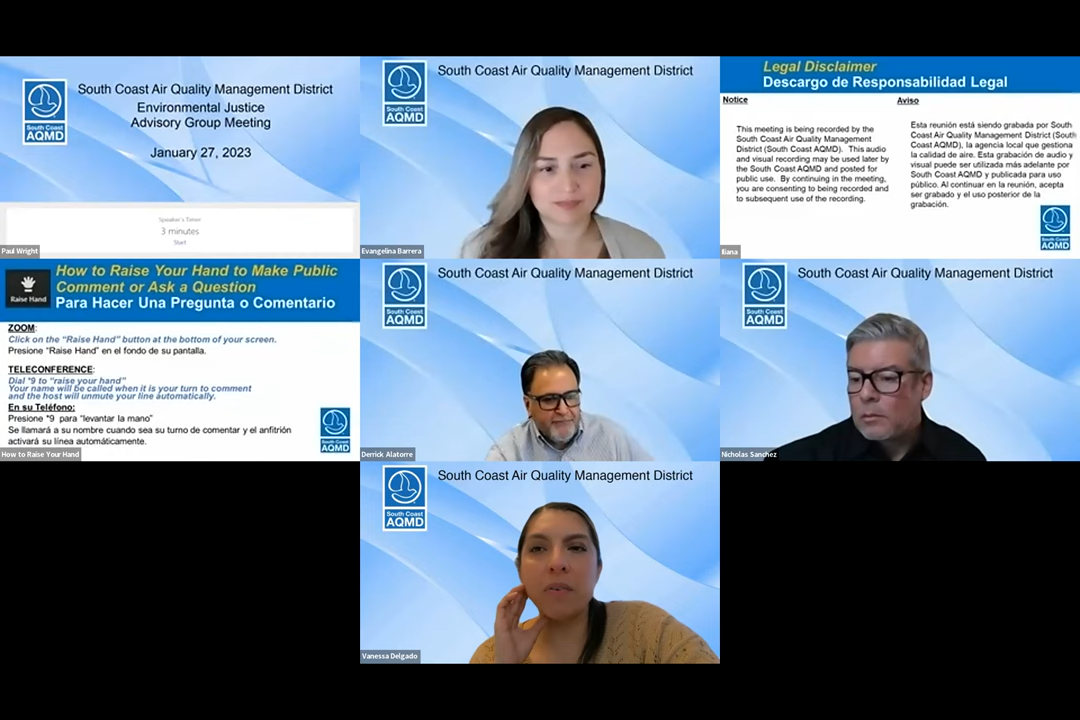 South Coast
AQMD
South Coast Air Quality Management District
Environmental Justice
Advisory Group Meeting
January 27, 2023
Speaker's Timer
3 minutes
Start
Paul Wright
South Coast
AQMD
South Coast Air Quality Management District
Evangelina Barrera
Legal Disclaimer
Descargo de Responsabilidad Legal
Notice
This meeting is being recorded by the
South Coast Air Quality Management
District (South Coast AQMD). This audio
and visual recording may be used later by
the South Coast AQMD and posted for
public use. By continuing in the meeting,
you are consenting to being recorded and
to subsequent use of the recording.
Aviso
Esta reunión está siendo grabada por South
Coast Air Quality Management District (South
Coast AQMD), la agencia local que gestiona
la calidad de aire. Esta grabación de audio y
visual puede ser utilizada más adelante por
South Coast AQMD y publicada para uso
público. Al continuar en la reunión, acepta
ser grabado y el uso posterior de la
grabación.
South Coast
AQMD
Iliana
Raise Hand
How to Raise Your Hand to Make Public
Comment or Ask a Question
Para Hacer Una Pregunta o Comentario
ZOOM:
Click on the “Raise Hand” button at the bottom of your screen.
Presione “Raise Hand” en el fondo de su pantalla.
TELECONFERENCE:
Dial *9 to “raise your hand”
Your name will be called when it is your turn to comment
and the host will unmute your line automatically.
En su Teléfono:
Presione *9 para “levantar la mano”
Se llamará a su nombre cuando sea su turno de comentar y el anfitrión
activará su línea automáticamente.
South Coast
AQMD
How to Raise Your Hand
South Coast
AQMD
South Coast Air Quality Management District
Derrick Alatorre
South Coast
AQMD
South Coast Air Quality Management District
Nicholas Sanchez
South Coast
AQMD
South Coast Air Quality Management District
Vanessa Delgado